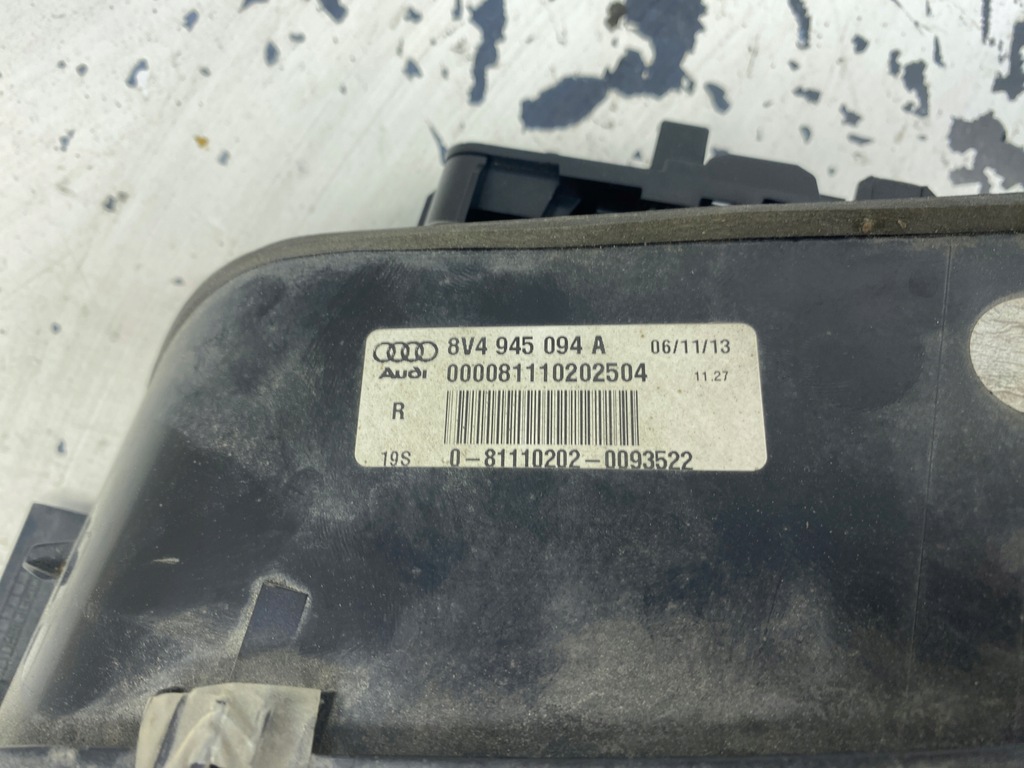 8V4 945 094 A 06/11/13
Audi 000081110202504 11.27
R
19S 0-81110202-0093522